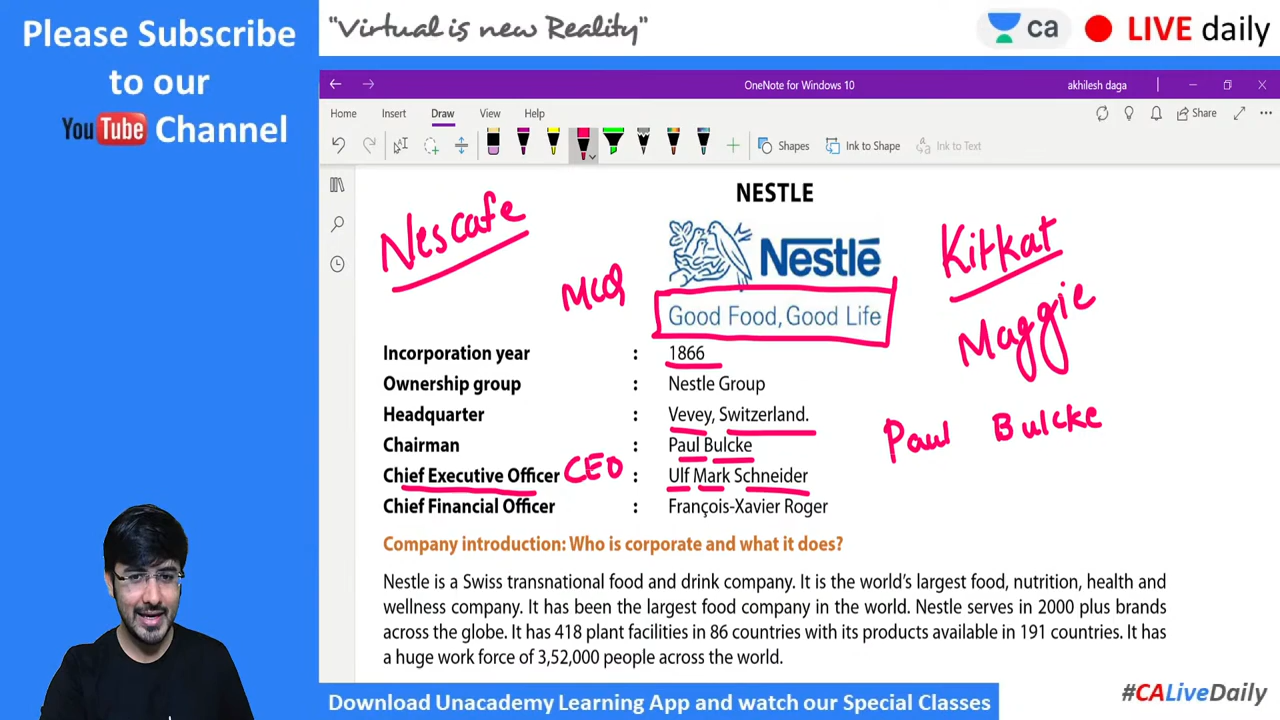 Please Subscribe
to our
YouTube Channel
"Virtual is new Reality"
ca
LIVE daily
OneNote for Windows 10
akhilesh daga
Home Insert Draw View Help
Share
Shapes Ink to Shape Ink to Text
NESTLE
Nescafe
Nestlé
Kitkat
MCQ
Good Food, Good Life
Maggie
Incorporation year : 1866
Ownership group : Nestle Group
Headquarter : Vevey, Switzerland.
Chairman : Paul Bulcke
Paul Bulcke
Chief Executive Officer CEO : Ulf Mark Schneider
Chief Financial Officer : François-Xavier Roger
Company introduction: Who is corporate and what it does?
Nestle is a Swiss transnational food and drink company. It is the world's largest food, nutrition, health and
wellness company. It has been the largest food company in the world. Nestle serves in 2000 plus brands
across the globe. It has 418 plant facilities in 86 countries with its products available in 191 countries. It has
a huge work force of 3,52,000 people across the world.
Download Unacademy Learning App and watch our Special Classes
#CALiveDaily